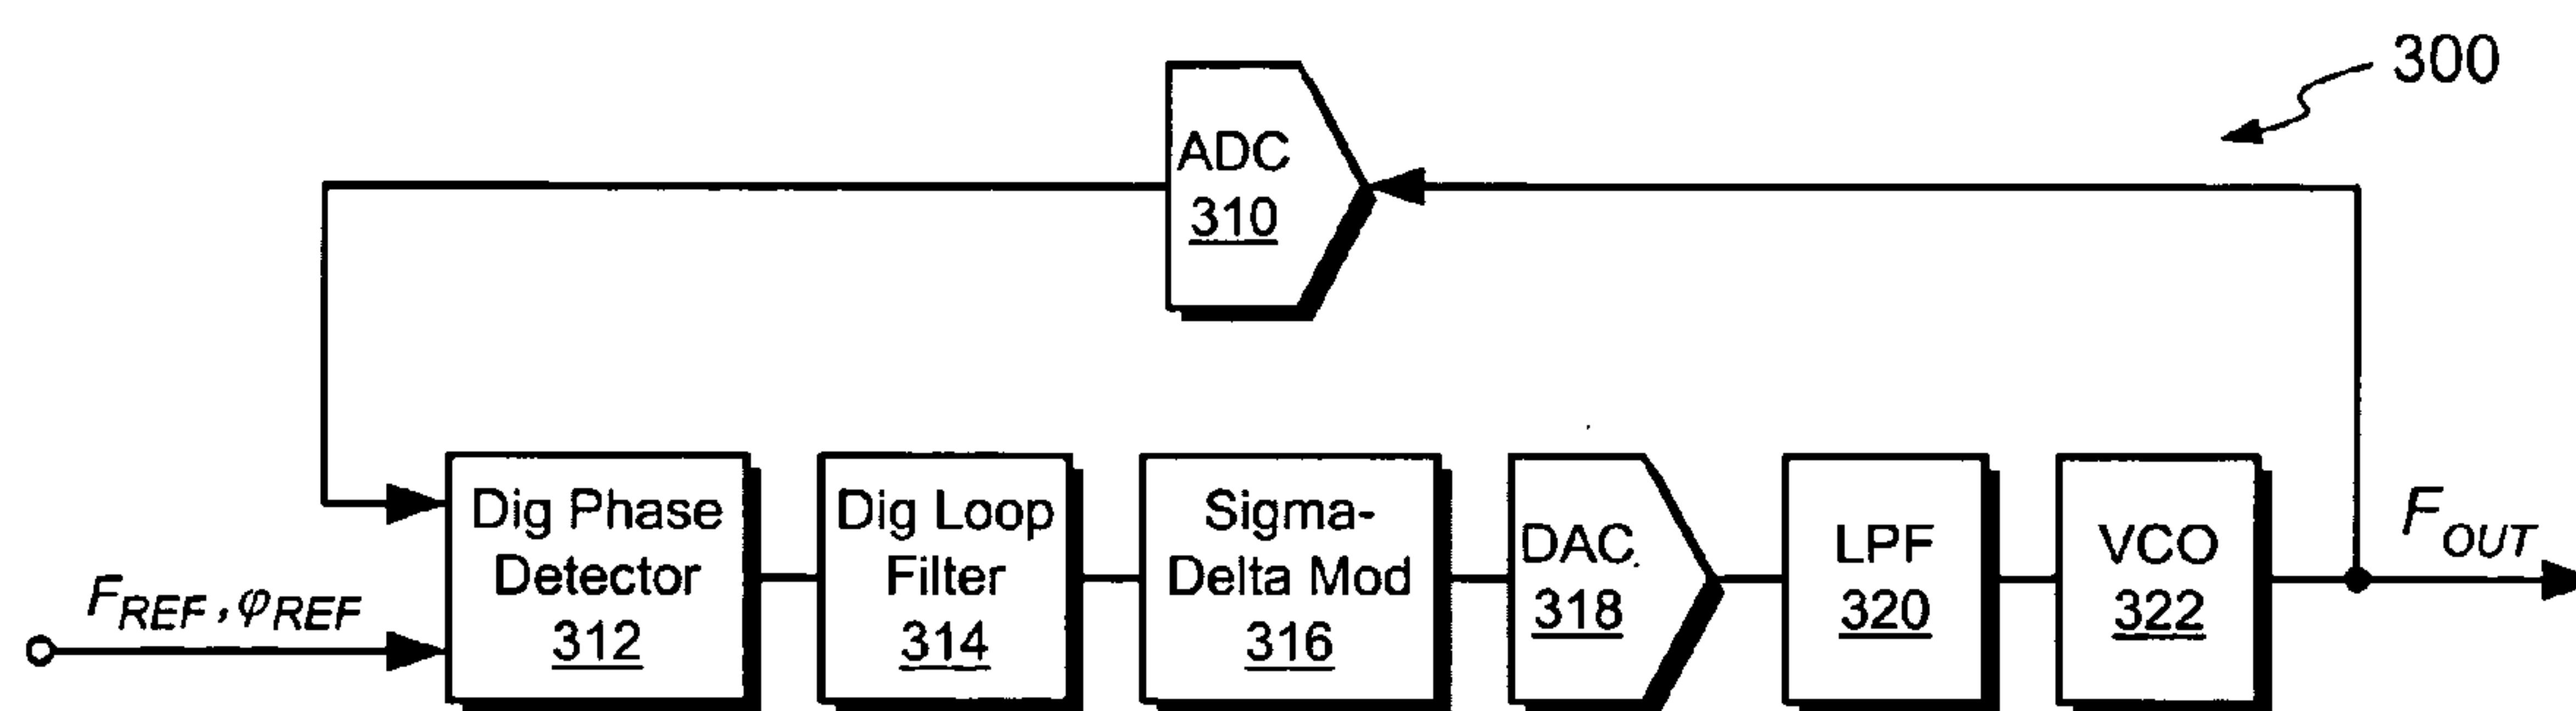 300
ADC
310
F_REF, φ_REF
Dig Phase
Detector
312
Dig Loop
Filter
314
Sigma-
Delta Mod
316
DAC
318
LPF
320
VCO
322
F_OUT